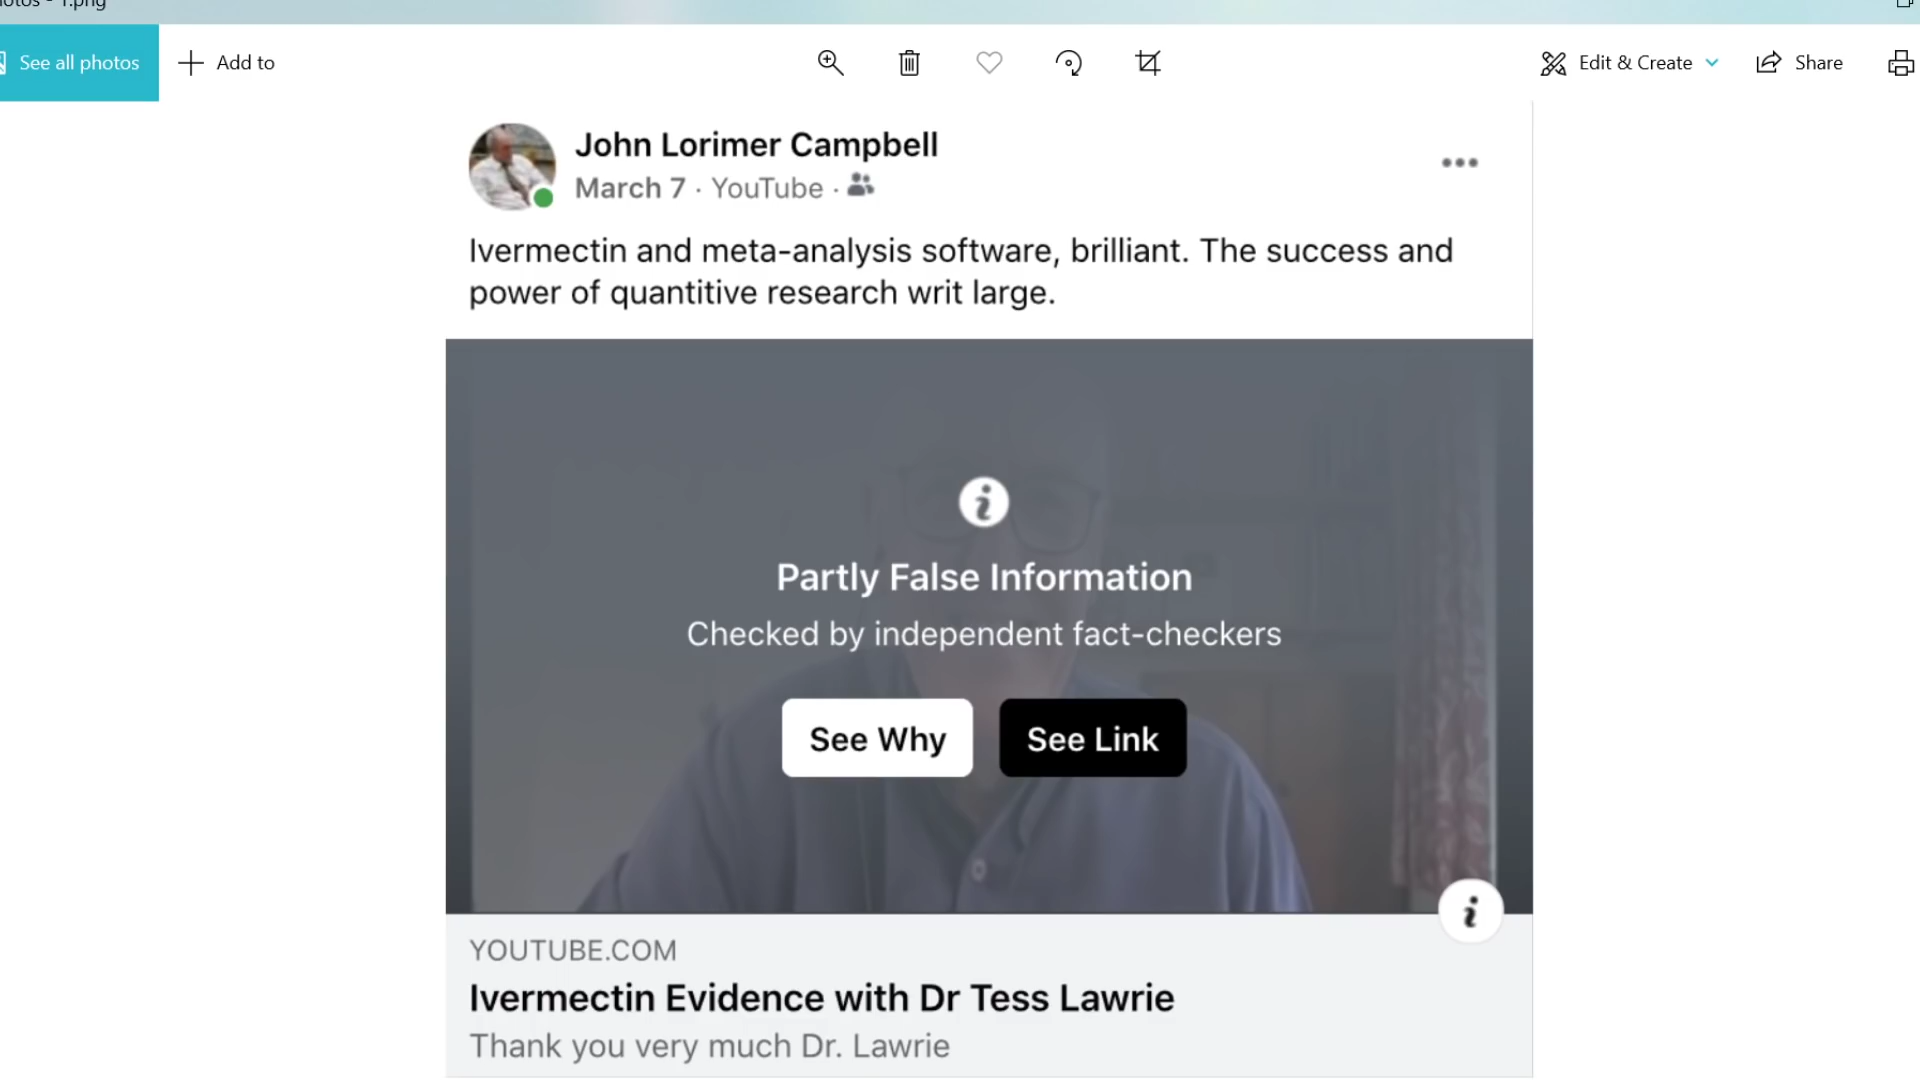 See all photos
Add to
Edit & Create
Share
John Lorimer Campbell
March 7 · YouTube ·
Ivermectin and meta-analysis software, brilliant. The success and
power of quantitive research writ large.
Partly False Information
Checked by independent fact-checkers
See Why
See Link
YOUTUBE.COM
Ivermectin Evidence with Dr Tess Lawrie
Thank you very much Dr. Lawrie